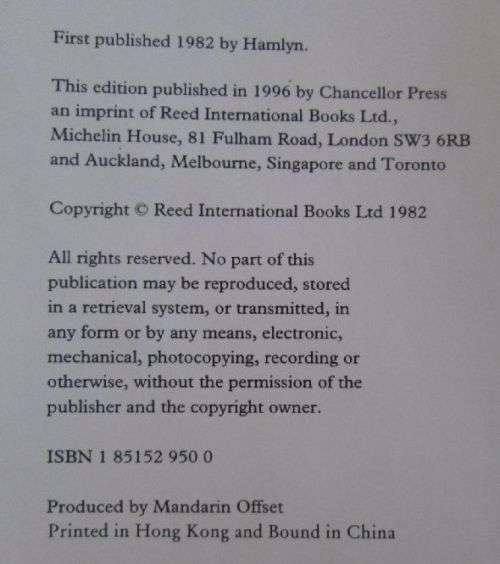 First published 1982 by Hamlyn.
This edition published in 1996 by Chancellor Press
an imprint of Reed International Books Ltd.,
Michelin House, 81 Fulham Road, London SW3 6RB
and Auckland, Melbourne, Singapore and Toronto
Copyright © Reed International Books Ltd 1982
All rights reserved. No part of this
publication may be reproduced, stored
in a retrieval system, or transmitted, in
any form or by any means, electronic,
mechanical, photocopying, recording or
otherwise, without the permission of the
publisher and the copyright owner.
ISBN 1 85152 950 0
Produced by Mandarin Offset
Printed in Hong Kong and Bound in China